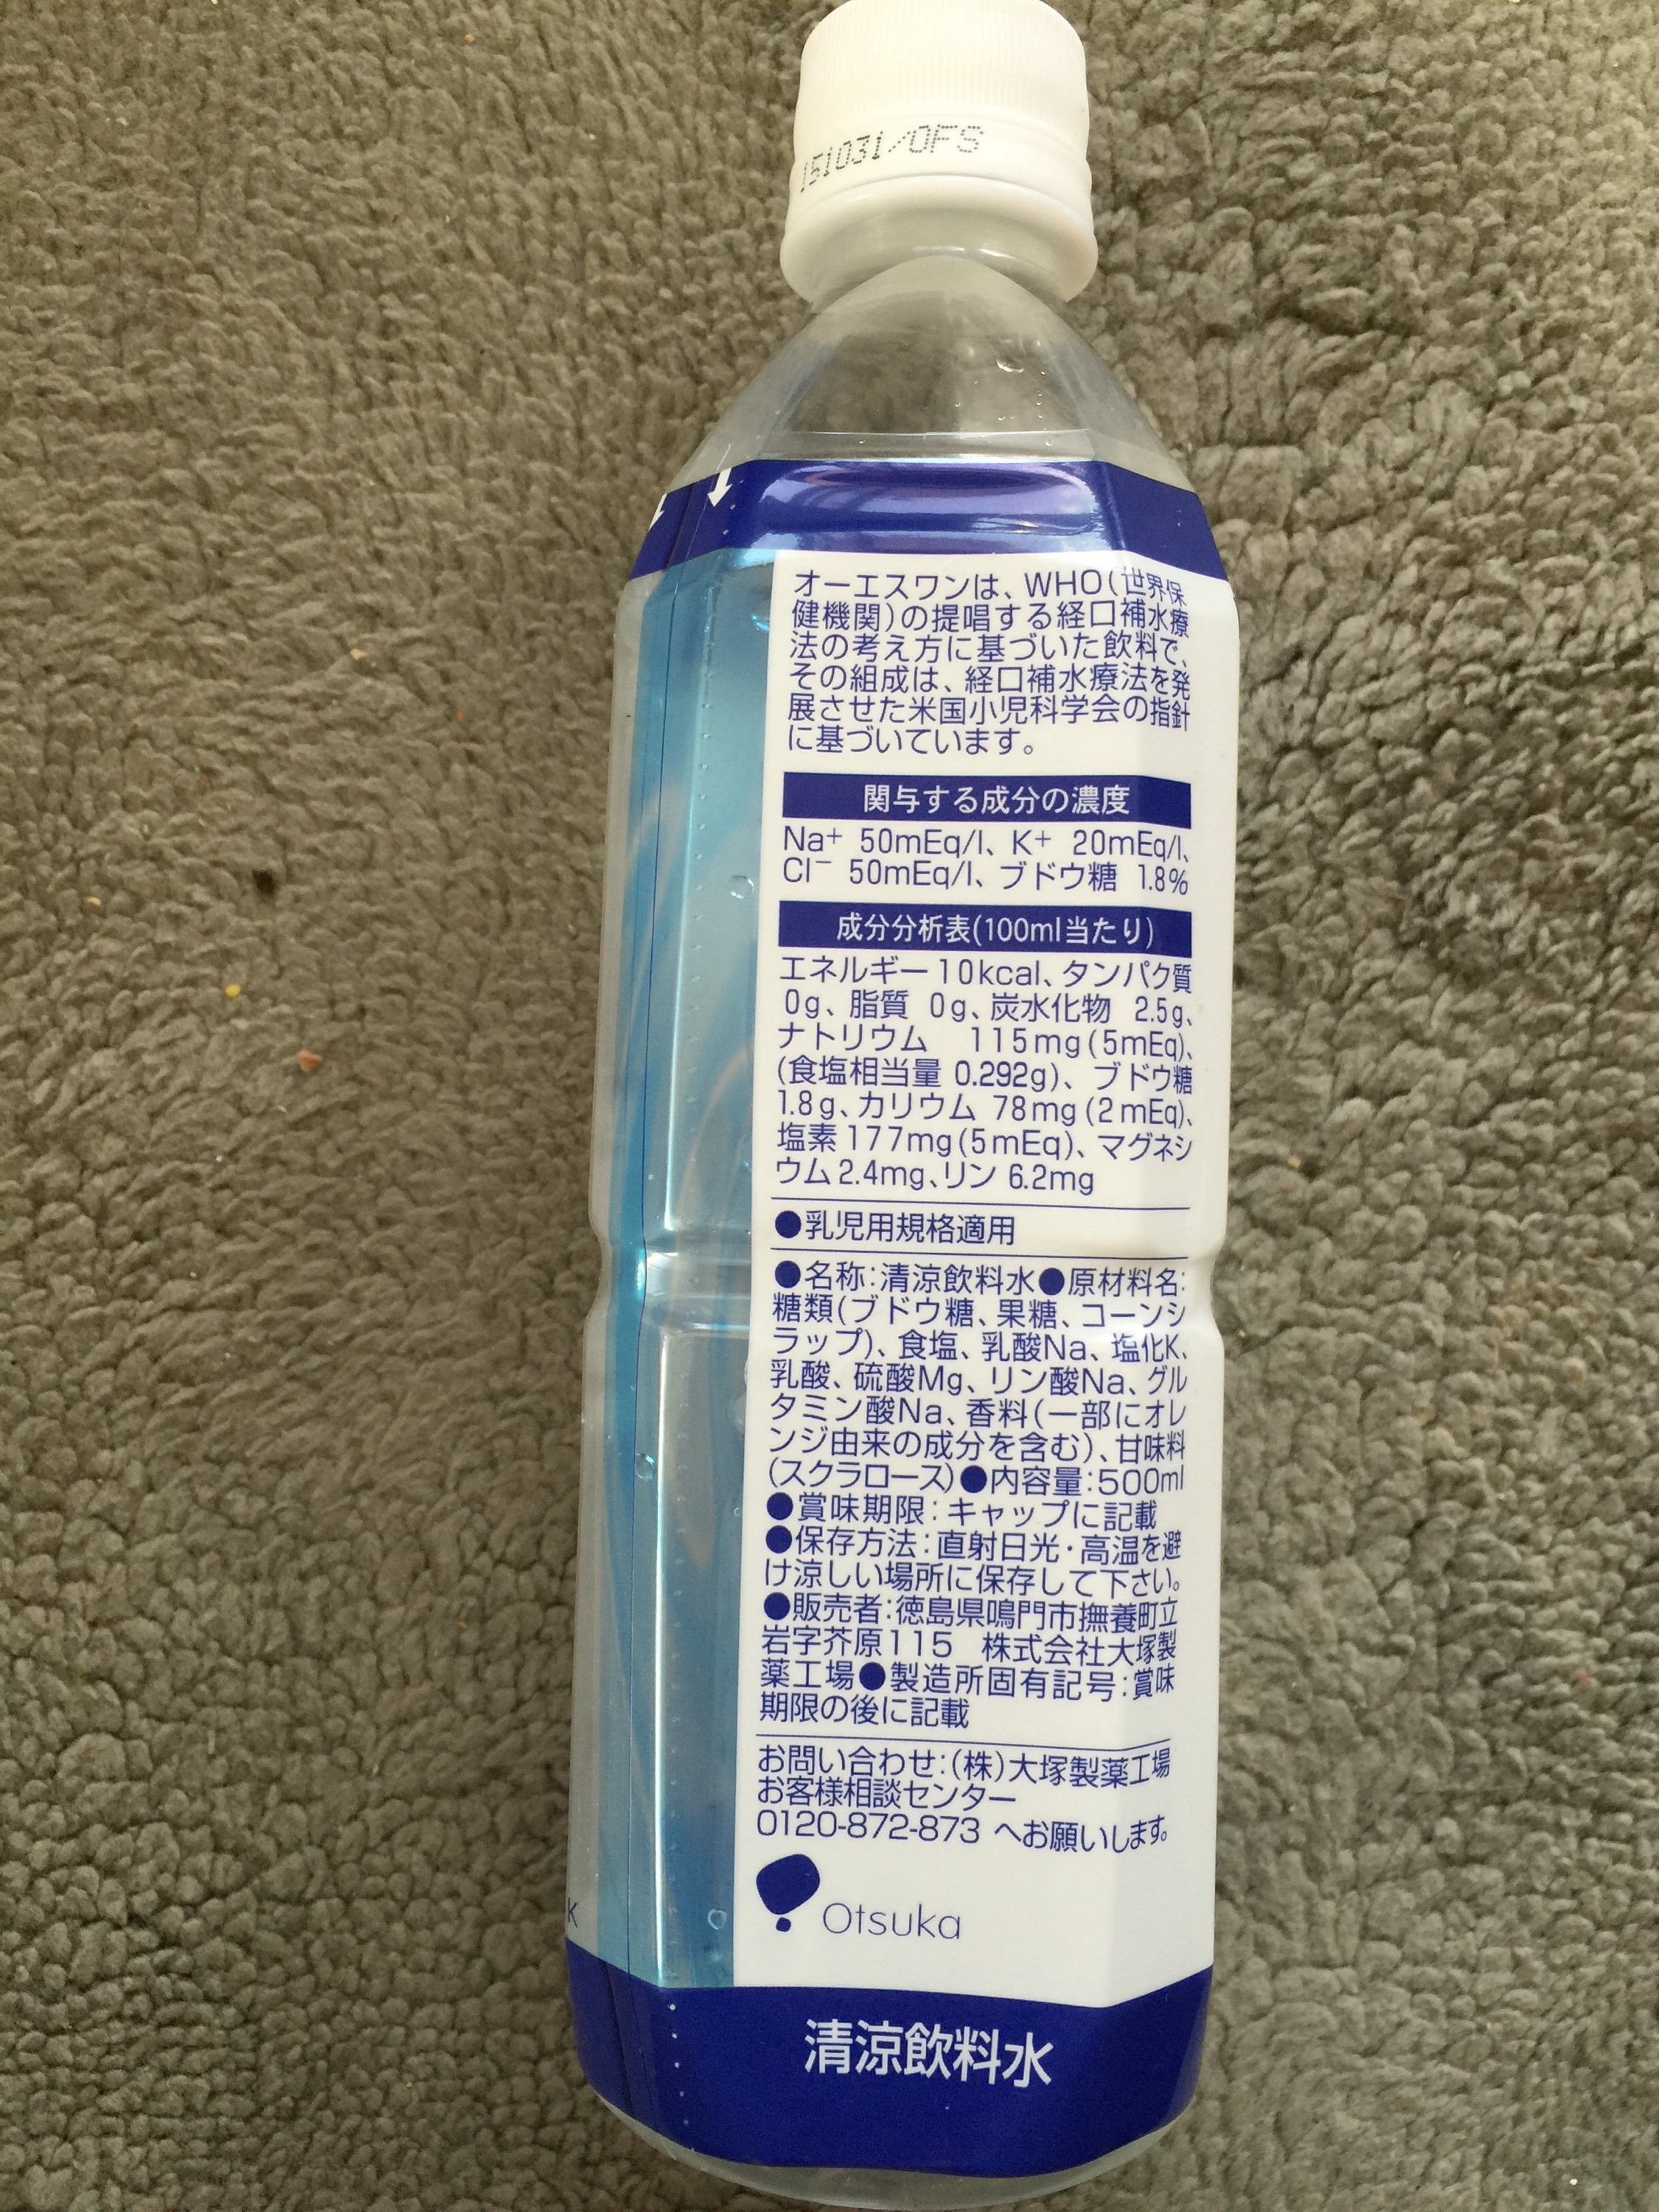 151031/OFS
オーエスワンは、WHO(世界保
健機関)の提唱する経口補水療
法の考え方に基づいた飲料で、
その組成は、経口補水療法を発
展させた米国小児科学会の指針
に基づいています。
関与する成分の濃度
Na⁺ 50mEq/l、K⁺ 20mEq/l、
Cl⁻ 50mEq/l、ブドウ糖 1.8%
成分分析表(100ml当たり)
エネルギー10kcal、タンパク質
0g、脂質 0g、炭水化物 2.5g、
ナトリウム 115mg(5mEq)、
(食塩相当量 0.292g)、ブドウ糖
1.8g、カリウム 78mg(2mEq)、
塩素177mg(5mEq)、マグネシ
ウム2.4mg、リン 6.2mg
●乳児用規格適用
●名称:清涼飲料水●原材料名:
糖類(ブドウ糖、果糖、コーンシ
ラップ)、食塩、乳酸Na、塩化K、
乳酸、硫酸Mg、リン酸Na、グル
タミン酸Na、香料(一部にオレ
ンジ由来の成分を含む)、甘味料
(スクラロース)●内容量:500ml
●賞味期限:キャップに記載
●保存方法:直射日光・高温を避
け涼しい場所に保存して下さい。
●販売者:徳島県鳴門市撫養町立
岩字芥原115 株式会社大塚製
薬工場●製造所固有記号:賞味
期限の後に記載
お問い合わせ:(株)大塚製薬工場
お客様相談センター
0120-872-873 へお願いします。
Otsuka
K
清涼飲料水